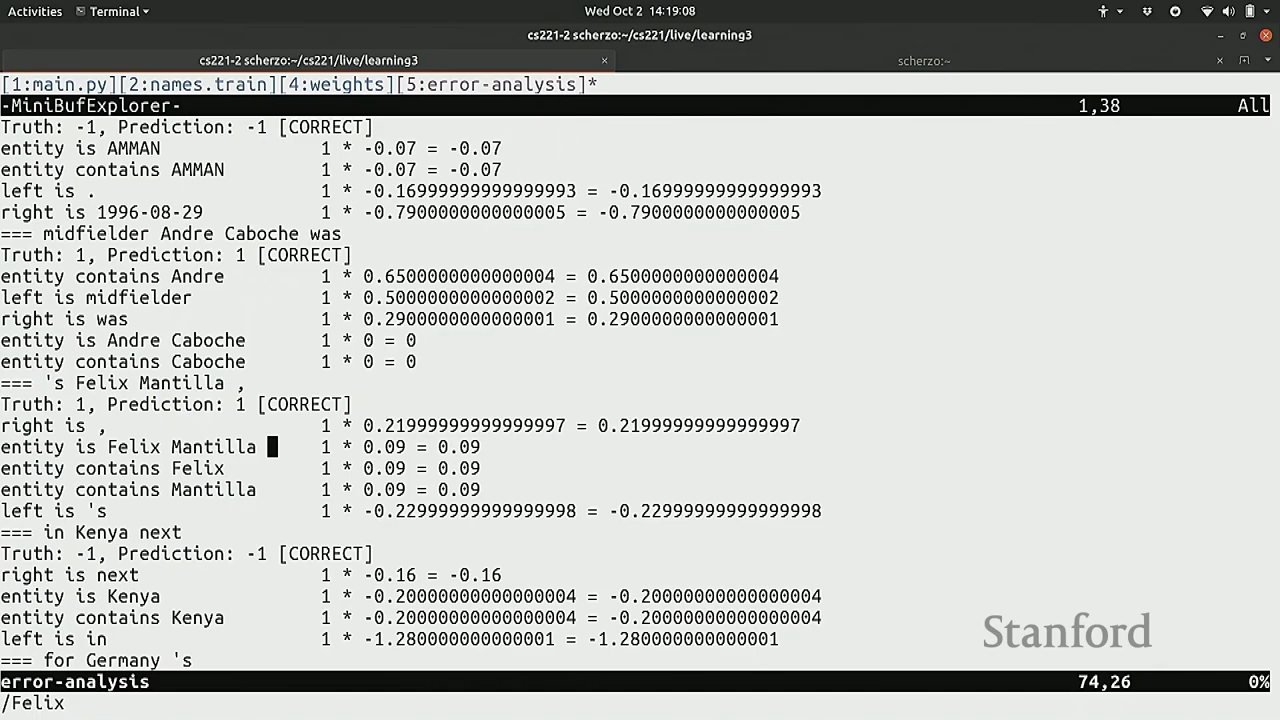 Activities Terminal Wed Oct 2 14:19:08
cs221-2 scherzo:~/cs221/live/learning3
cs221-2 scherzo:~/cs221/live/learning3 × scherzo:~ ×
[1:main.py][2:names.train][4:weights][5:error-analysis]*
-MiniBufExplorer- 1,38 All
Truth: -1, Prediction: -1 [CORRECT]
entity is AMMAN 1 * -0.07 = -0.07
entity contains AMMAN 1 * -0.07 = -0.07
left is . 1 * -0.16999999999999993 = -0.16999999999999993
right is 1996-08-29 1 * -0.7900000000000005 = -0.7900000000000005
=== midfielder Andre Caboche was
Truth: 1, Prediction: 1 [CORRECT]
entity contains Andre 1 * 0.6500000000000004 = 0.6500000000000004
left is midfielder 1 * 0.5000000000000002 = 0.5000000000000002
right is was 1 * 0.2900000000000001 = 0.2900000000000001
entity is Andre Caboche 1 * 0 = 0
entity contains Caboche 1 * 0 = 0
=== 's Felix Mantilla ,
Truth: 1, Prediction: 1 [CORRECT]
right is , 1 * 0.21999999999999997 = 0.21999999999999997
entity is Felix Mantilla 1 * 0.09 = 0.09
entity contains Felix 1 * 0.09 = 0.09
entity contains Mantilla 1 * 0.09 = 0.09
left is 's 1 * -0.22999999999999998 = -0.22999999999999998
=== in Kenya next
Truth: -1, Prediction: -1 [CORRECT]
right is next 1 * -0.16 = -0.16
entity is Kenya 1 * -0.20000000000000004 = -0.20000000000000004
entity contains Kenya 1 * -0.20000000000000004 = -0.20000000000000004
left is in 1 * -1.280000000000001 = -1.280000000000001
=== for Germany 's
Stanford
error-analysis 74,26 0%
/Felix